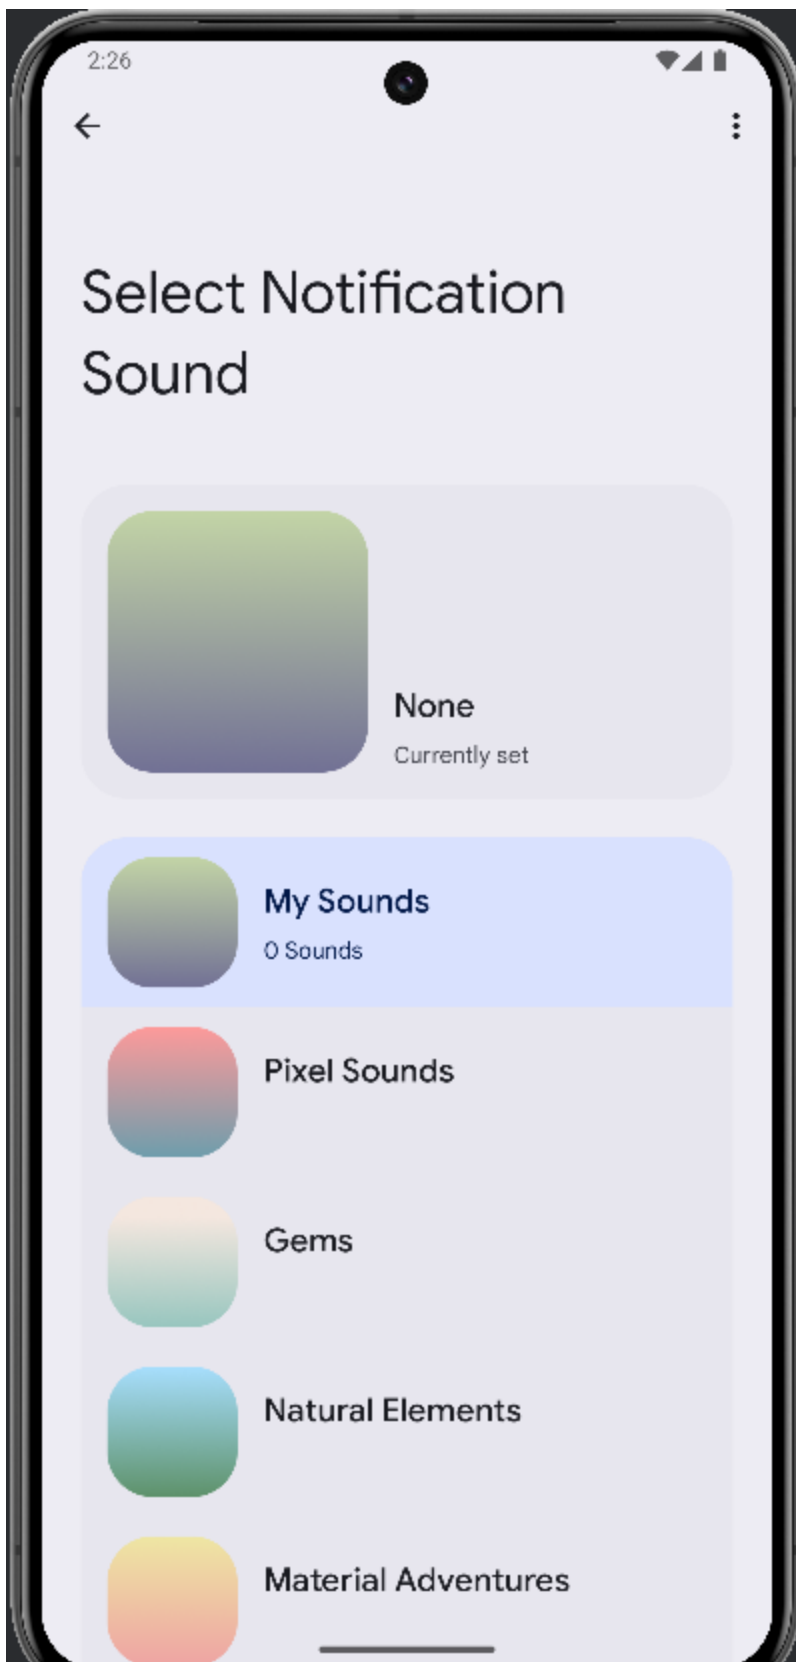 2:26
Select Notification
Sound
None
Currently set
My Sounds
0 Sounds
Pixel Sounds
Gems
Natural Elements
Material Adventures